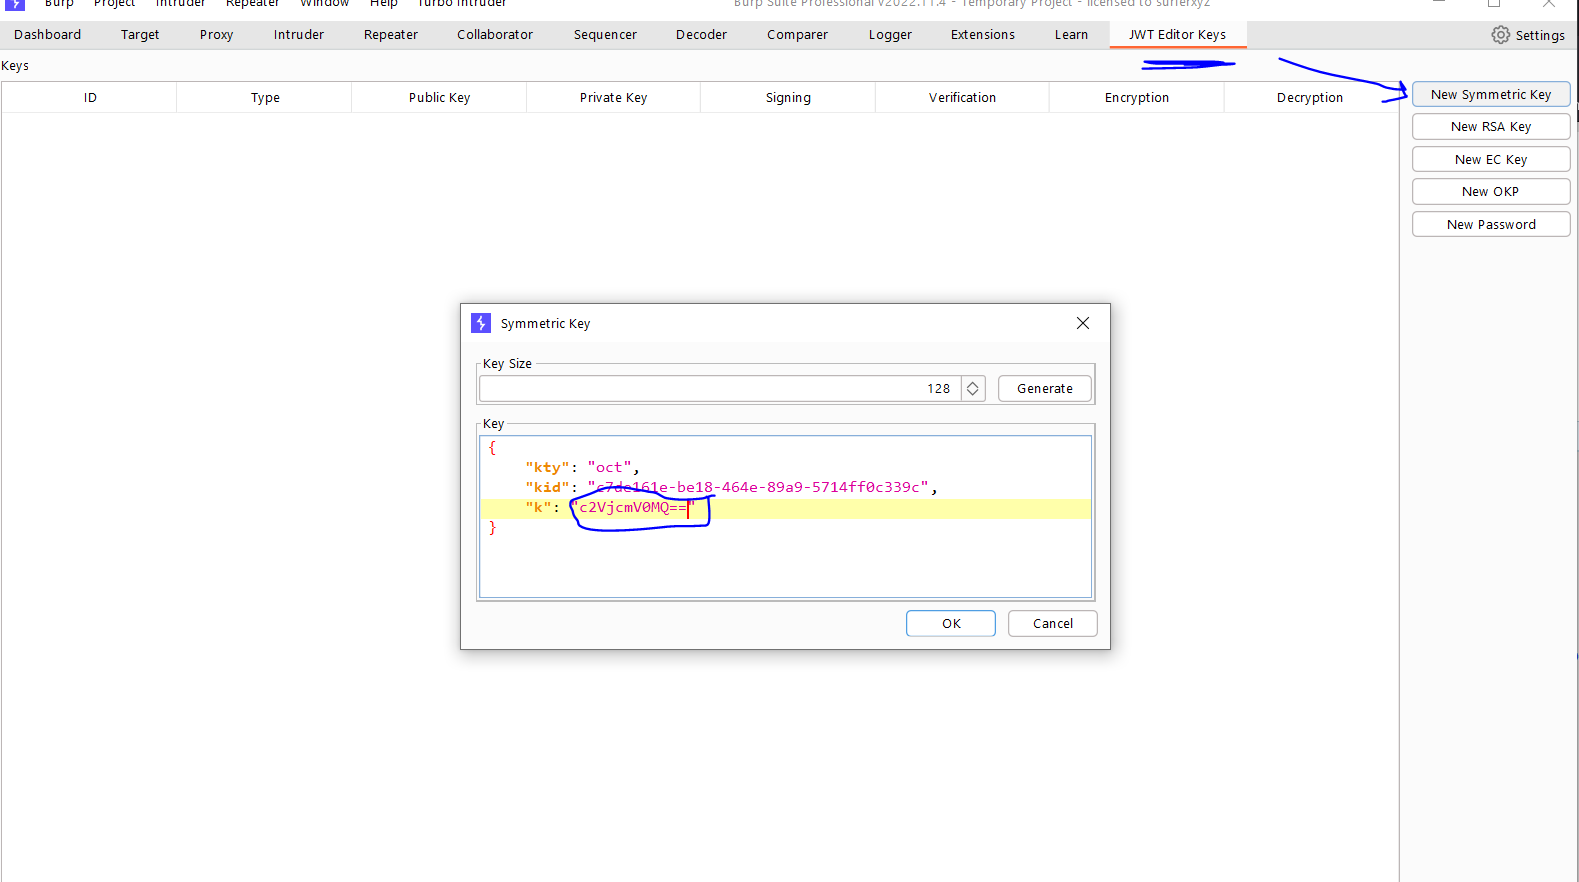 Burp Project Intruder Repeater Window Help Turbo Intruder Burp Suite Professional v2022.11.4 - Temporary Project - licensed to surferxyz
Dashboard Target Proxy Intruder Repeater Collaborator Sequencer Decoder Comparer Logger Extensions Learn JWT Editor Keys Settings
Keys
ID Type Public Key Private Key Signing Verification Encryption Decryption
New Symmetric Key
New RSA Key
New EC Key
New OKP
New Password
Symmetric Key
Key Size
128 Generate
Key
{
"kty": "oct",
"kid": "c7de161e-be18-464e-89a9-5714ff0c339c",
"k": "c2VjcmV0MQ=="
}
OK Cancel